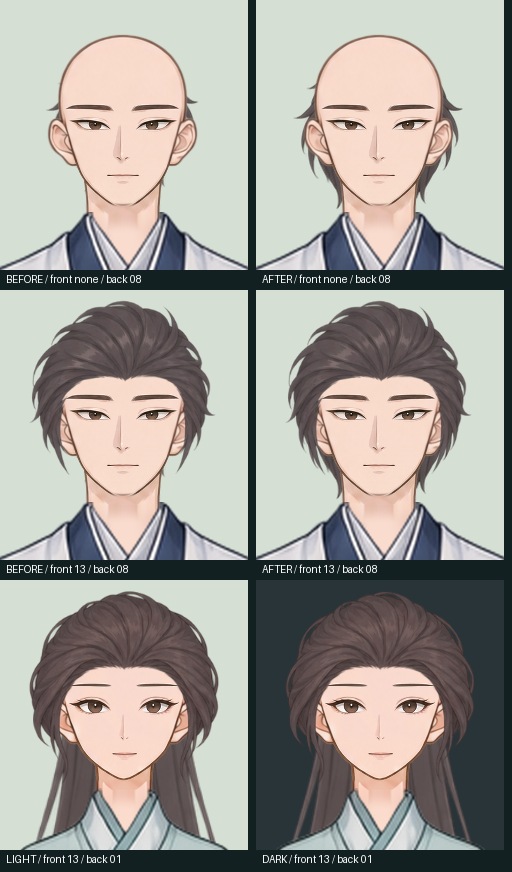 BEFORE / front none / back 08
AFTER / front none / back 08
BEFORE / front 13 / back 08
AFTER / front 13 / back 08
LIGHT / front 13 / back 01
DARK / front 13 / back 01